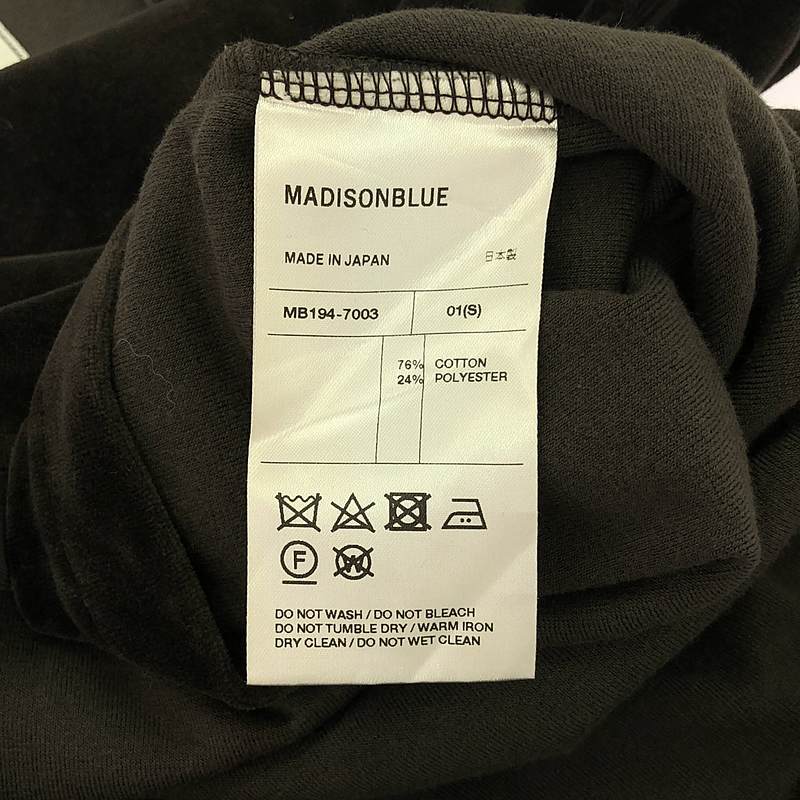 MADISONBLUE
MADE IN JAPAN 日本製
MB194-7003 01(S)
76% COTTON
24% POLYESTER
F W
DO NOT WASH / DO NOT BLEACH
DO NOT TUMBLE DRY / WARM IRON
DRY CLEAN / DO NOT WET CLEAN